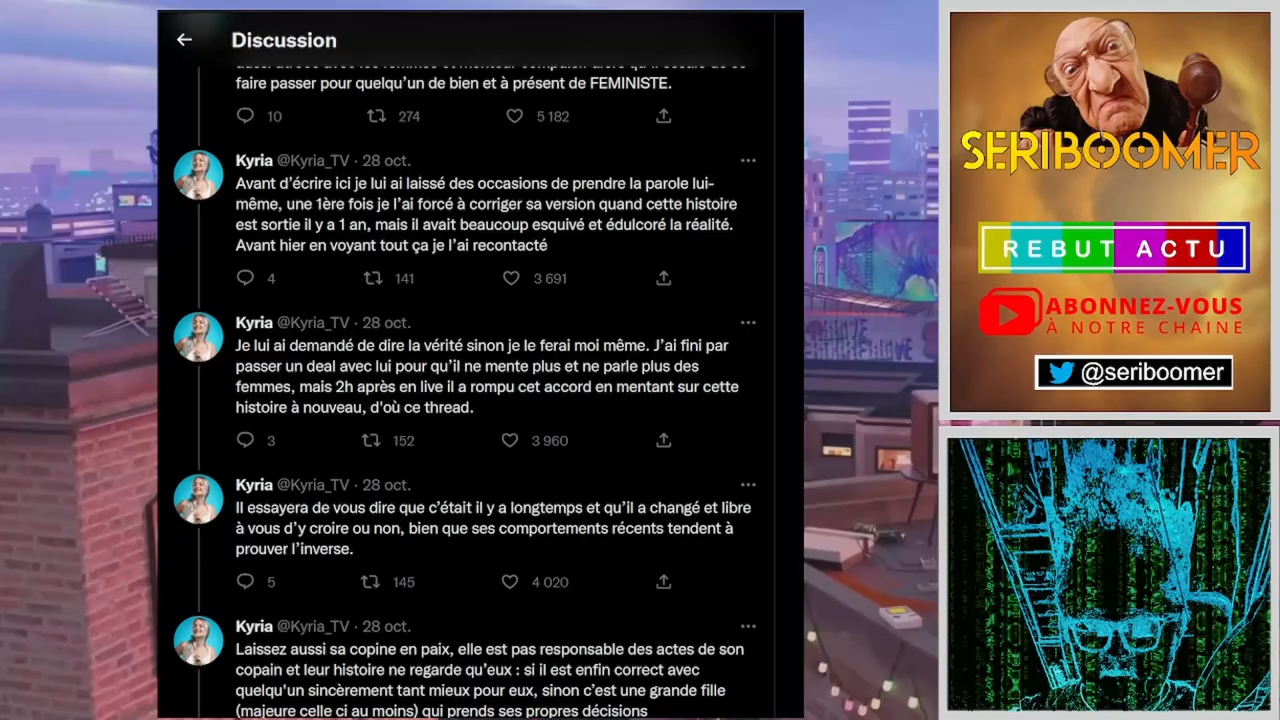 Discussion
faire passer pour quelqu'un de bien et à présent de FEMINISTE.
10 274 5 182
Kyria @Kyria_TV · 28 oct.
Avant d'écrire ici je lui ai laissé des occasions de prendre la parole lui-
même, une 1ère fois je l'ai forcé à corriger sa version quand cette histoire
est sortie il y a 1 an, mais il avait beaucoup esquivé et édulcoré la réalité.
Avant hier en voyant tout ça je l'ai recontacté
4 141 3 691
Kyria @Kyria_TV · 28 oct.
Je lui ai demandé de dire la vérité sinon je le ferai moi même. J'ai fini par
passer un deal avec lui pour qu'il ne mente plus et ne parle plus des
femmes, mais 2h après en live il a rompu cet accord en mentant sur cette
histoire à nouveau, d'où ce thread.
3 152 3 960
Kyria @Kyria_TV · 28 oct.
Il essayera de vous dire que c'était il y a longtemps et qu'il a changé et libre
à vous d'y croire ou non, bien que ses comportements récents tendent à
prouver l'inverse.
5 145 4 020
Kyria @Kyria_TV · 28 oct.
Laissez aussi sa copine en paix, elle est pas responsable des actes de son
copain et leur histoire ne regarde qu'eux : si il est enfin correct avec
quelqu'un sincèrement tant mieux pour eux, sinon c'est une grande fille
(majeure celle ci au moins) qui prends ses propres décisions
SERIBOOMER
REBUT ACTU
ABONNEZ-VOUS
À NOTRE CHAINE
@seriboomer